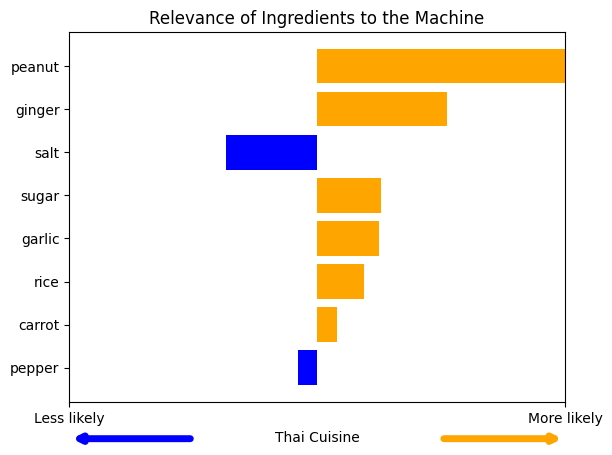 Relevance of Ingredients to the Machine
peanut
ginger
salt
sugar
garlic
rice
carrot
pepper
Less likely
More likely
Thai Cuisine